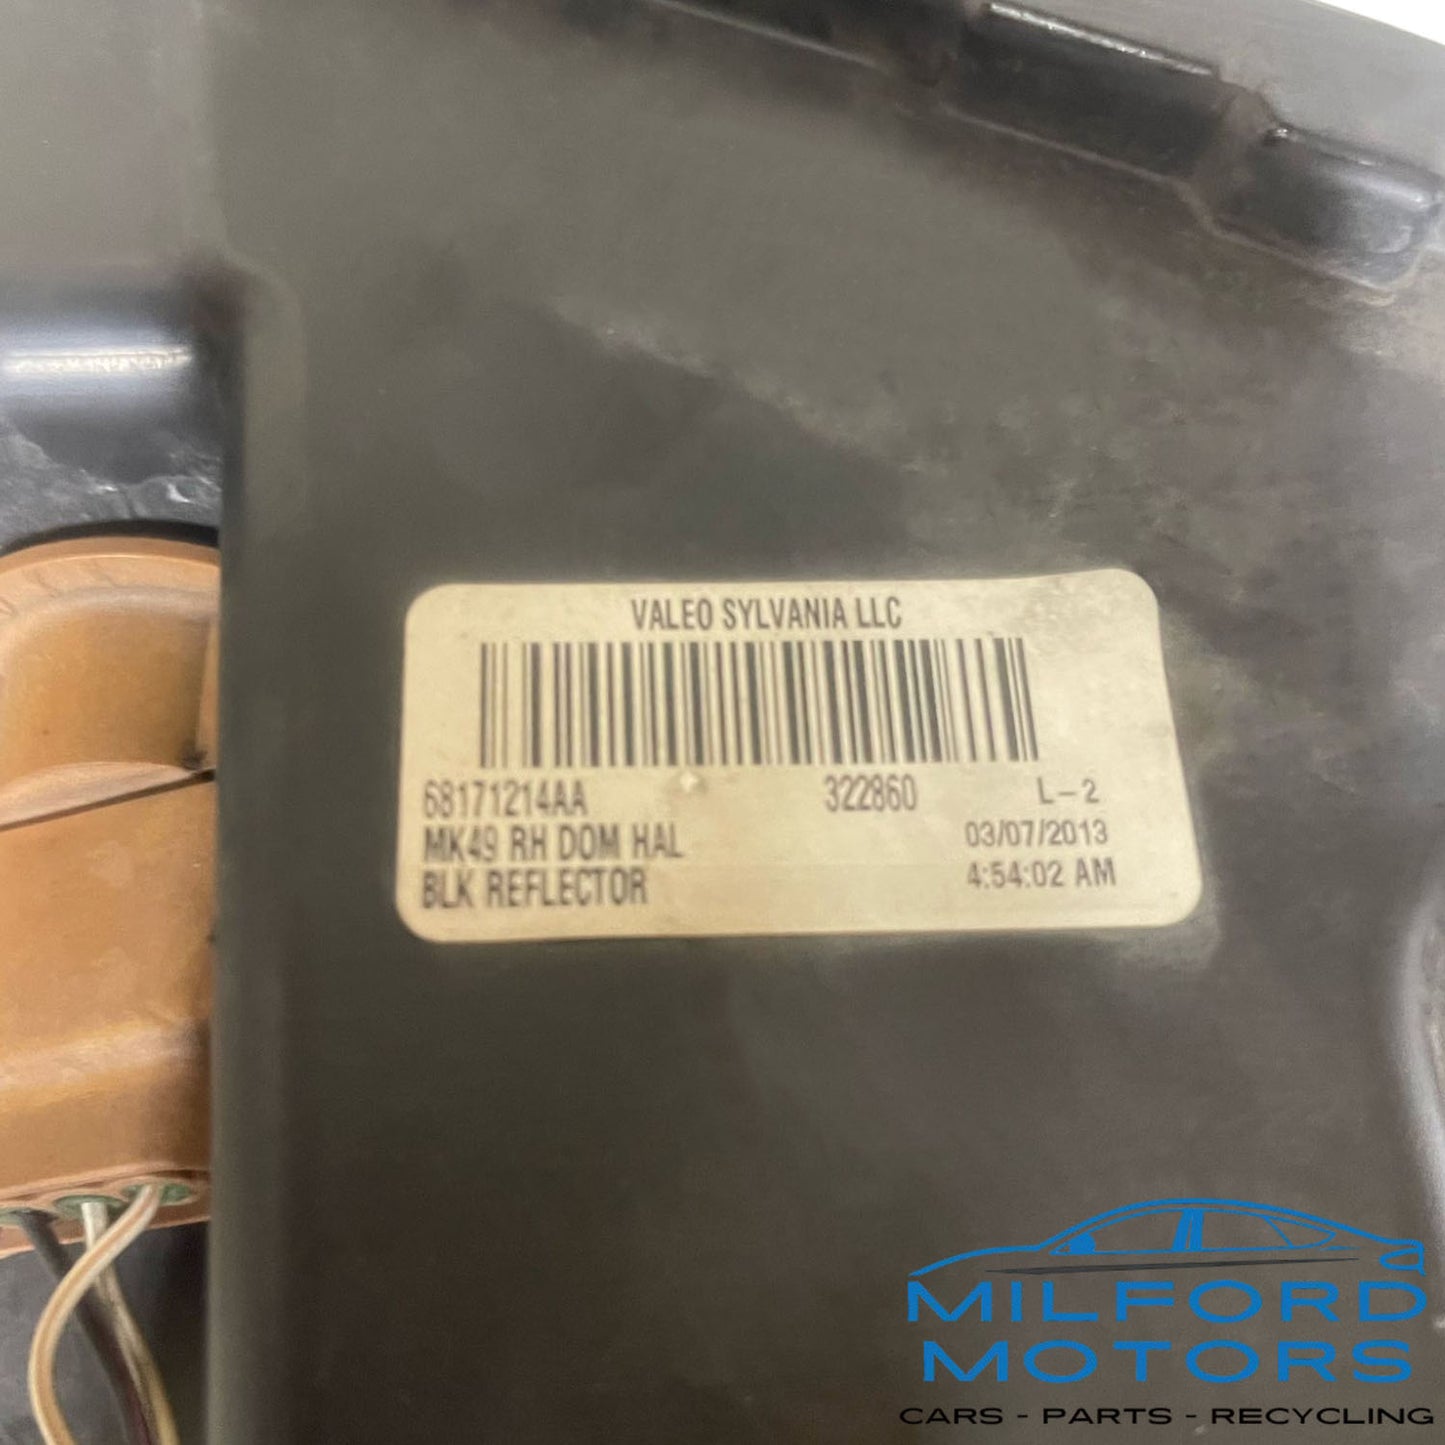 VALEO SYLVANIA LLC
68171214AA 322860 L-2
MK49 RH DOM HAL 03/07/2013
BLK REFLECTOR 4:54:02 AM
MILFORD
MOTORS
CARS - PARTS - RECYCLING